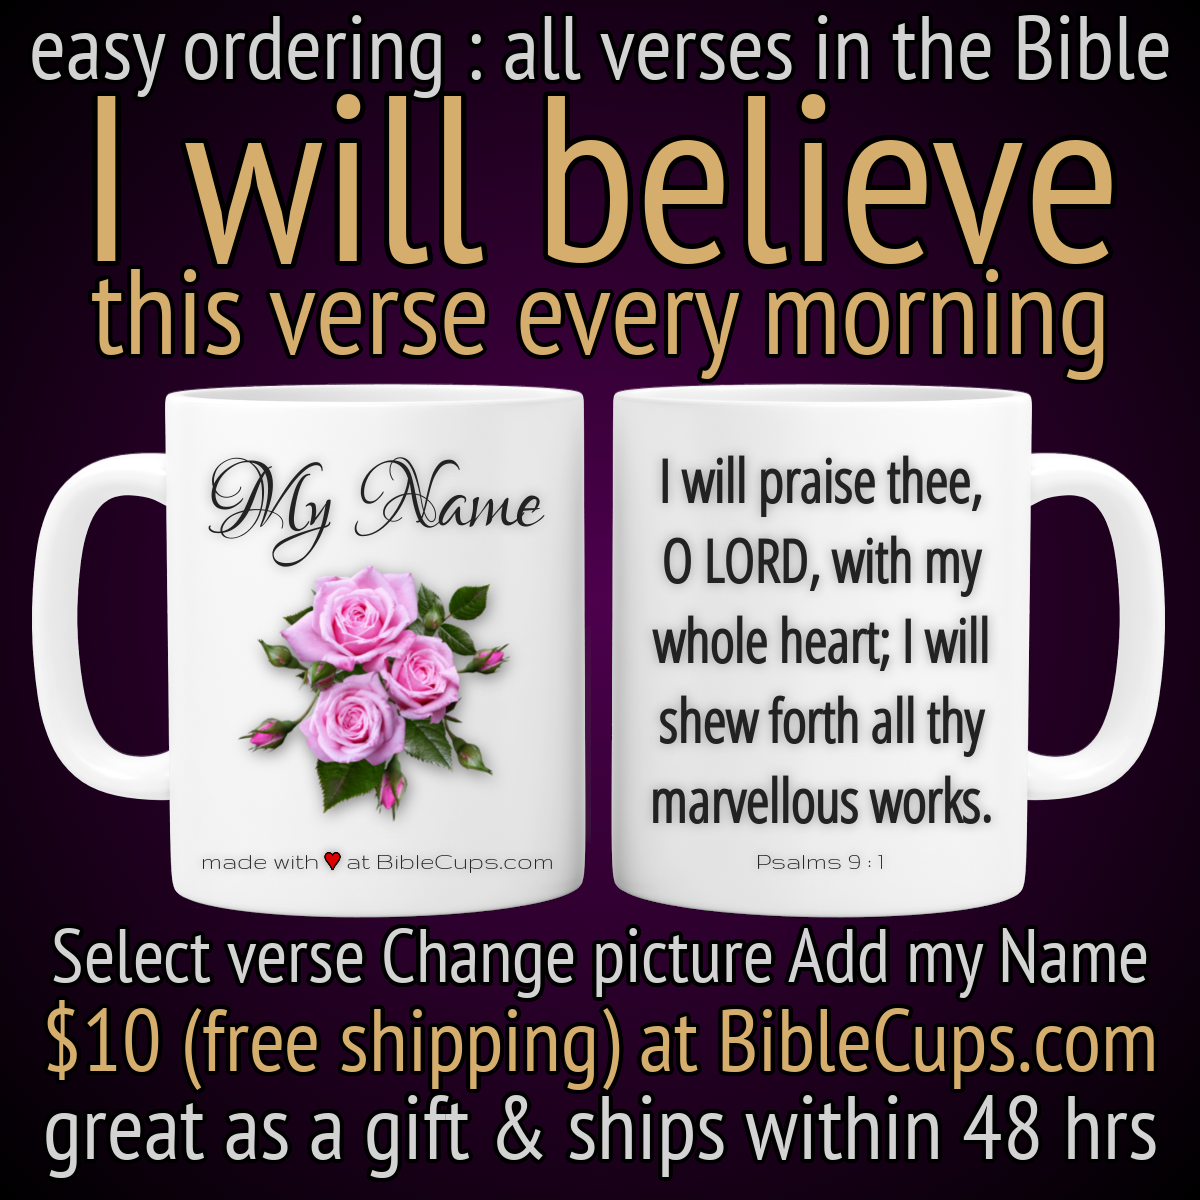 easy ordering : all verses in the Bible
I will believe
this verse every morning
My Name
made with ♥ at BibleCups.com
I will praise thee,
O LORD, with my
whole heart; I will
shew forth all thy
marvellous works.
Psalms 9 : 1
Select verse Change picture Add my Name
$10 (free shipping) at BibleCups.com
great as a gift & ships within 48 hrs